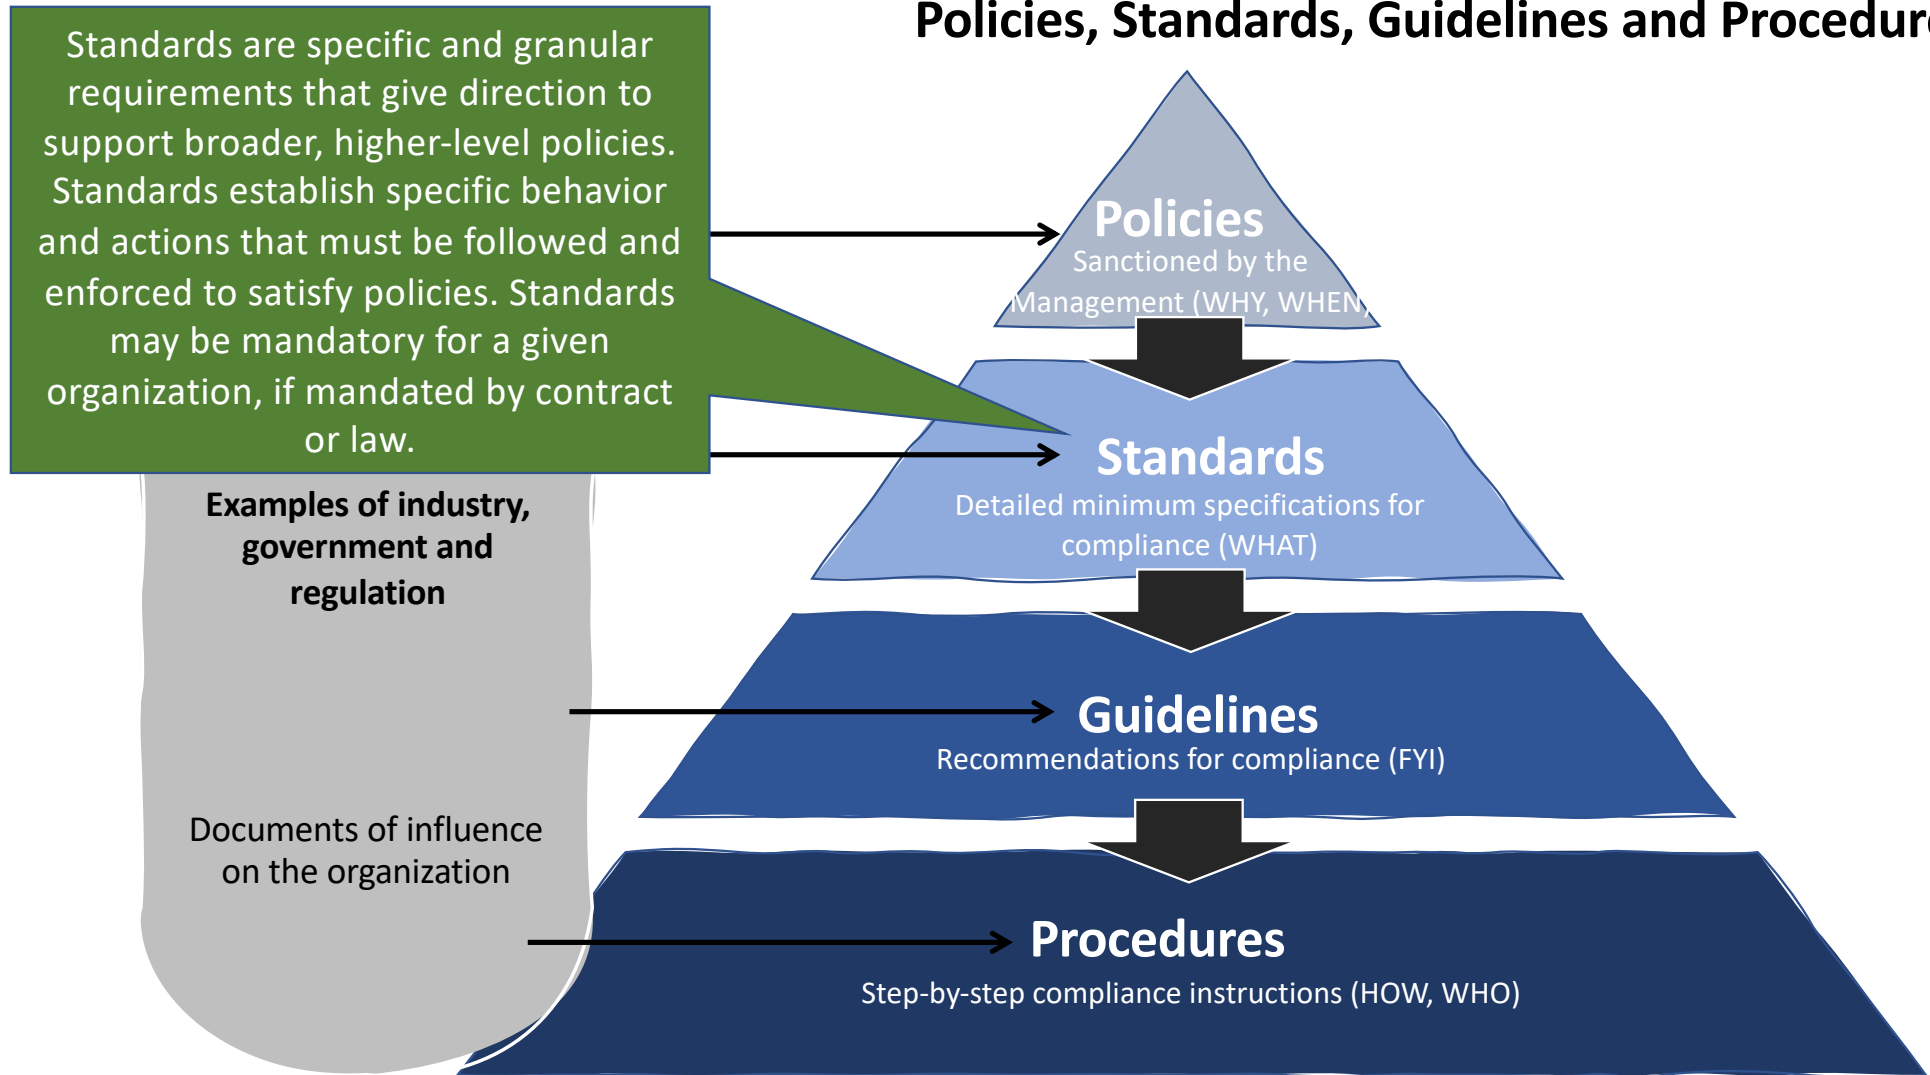 Policies, Standards, Guidelines and Procedur
Standards are specific and granular
requirements that give direction to
support broader, higher-level policies.
Standards establish specific behavior
and actions that must be followed and
enforced to satisfy policies. Standards
may be mandatory for a given
organization, if mandated by contract
or law.
Examples of industry,
government and
regulation
Documents of influence
on the organization
Policies
Sanctioned by the
Management (WHY, WHEN)
Standards
Detailed minimum specifications for
compliance (WHAT)
Guidelines
Recommendations for compliance (FYI)
Procedures
Step-by-step compliance instructions (HOW, WHO)